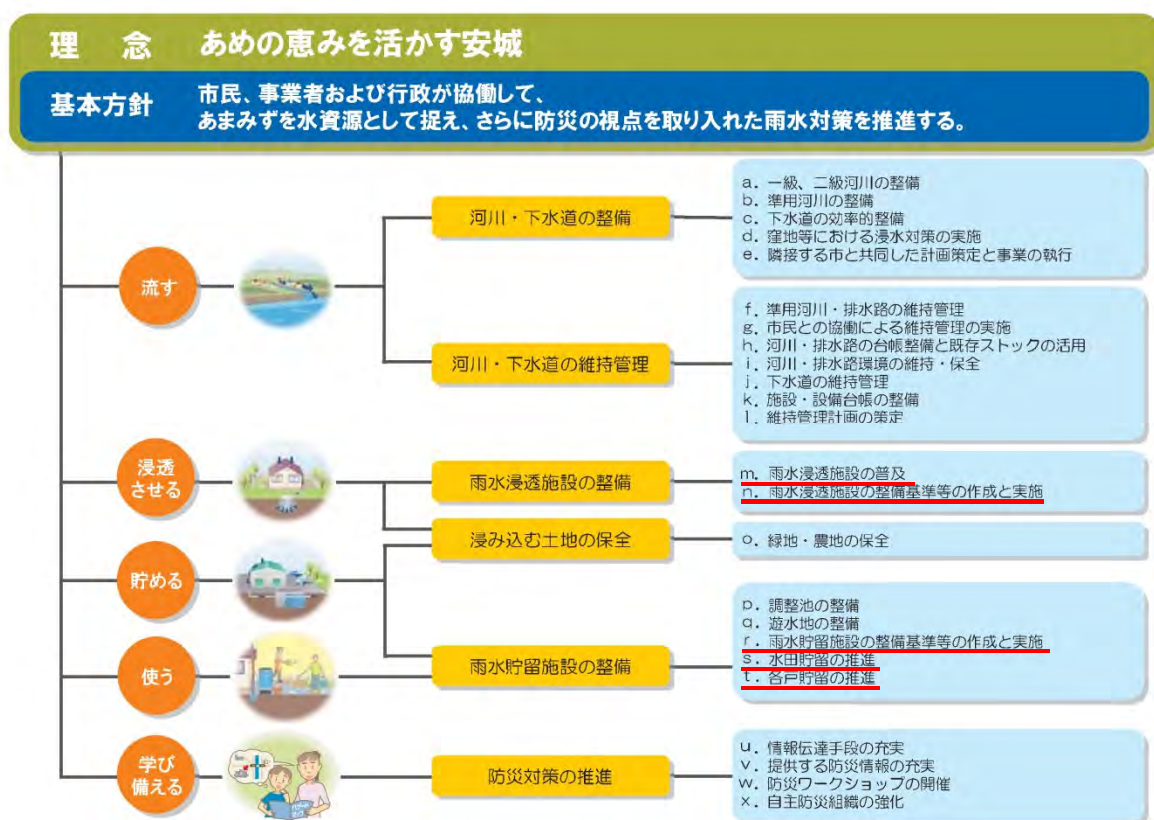 理 念 あめの恵みを活かす安城
基本方針 市民、事業者および行政が協働して、
あまみずを水資源として捉え、さらに防災の視点を取り入れた雨水対策を推進する。
流す
河川・下水道の整備
a. 一級、二級河川の整備
b. 準用河川の整備
c. 下水道の効率的整備
d. 窪地等における浸水対策の実施
e. 隣接する市と共同した計画策定と事業の執行
河川・下水道の維持管理
f. 準用河川・排水路の維持管理
g. 市民との協働による維持管理の実施
h. 河川・排水路の台帳整備と既存ストックの活用
i. 河川・排水路環境の維持・保全
j. 下水道の維持管理
k. 施設・設備台帳の整備
l. 維持管理計画の策定
浸透
させる
雨水浸透施設の整備
m. 雨水浸透施設の普及
n. 雨水浸透施設の整備基準等の作成と実施
浸み込む土地の保全
o. 緑地・農地の保全
貯める
使う
雨水貯留施設の整備
p. 調整池の整備
q. 遊水地の整備
r. 雨水貯留施設の整備基準等の作成と実施
s. 水田貯留の推進
t. 各戸貯留の推進
学び
備える
防災対策の推進
u. 情報伝達手段の充実
v. 提供する防災情報の充実
w. 防災ワークショップの開催
x. 自主防災組織の強化